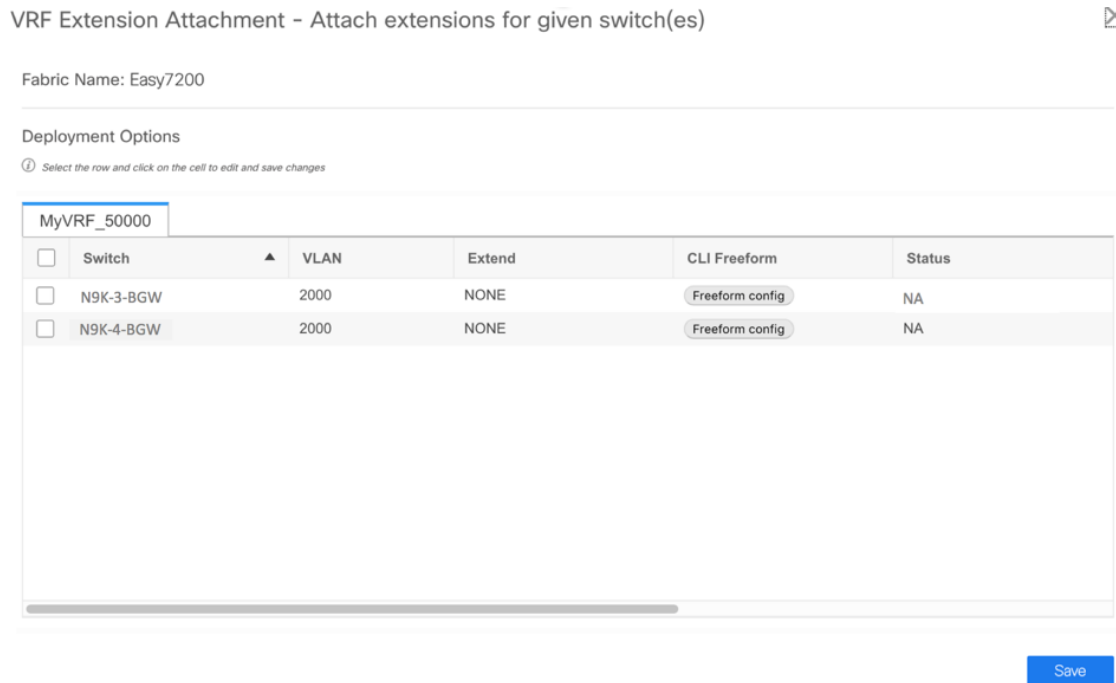 VRF Extension Attachment - Attach extensions for given switch(es)
Fabric Name: Easy7200
Deployment Options
Select the row and click on the cell to edit and save changes
MyVRF_50000
Switch VLAN Extend CLI Freeform Status
N9K-3-BGW 2000 NONE Freeform config NA
N9K-4-BGW 2000 NONE Freeform config NA
Save